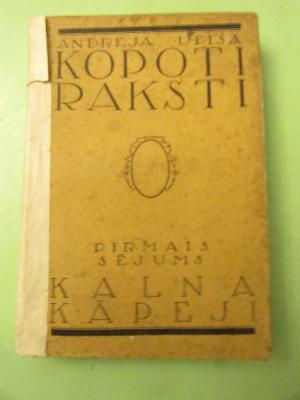 ANDREJA UPĪŠA
KOPOTI
RAKSTI
PIRMAIS
SĒJUMS
KALNA
KĀPĒJI